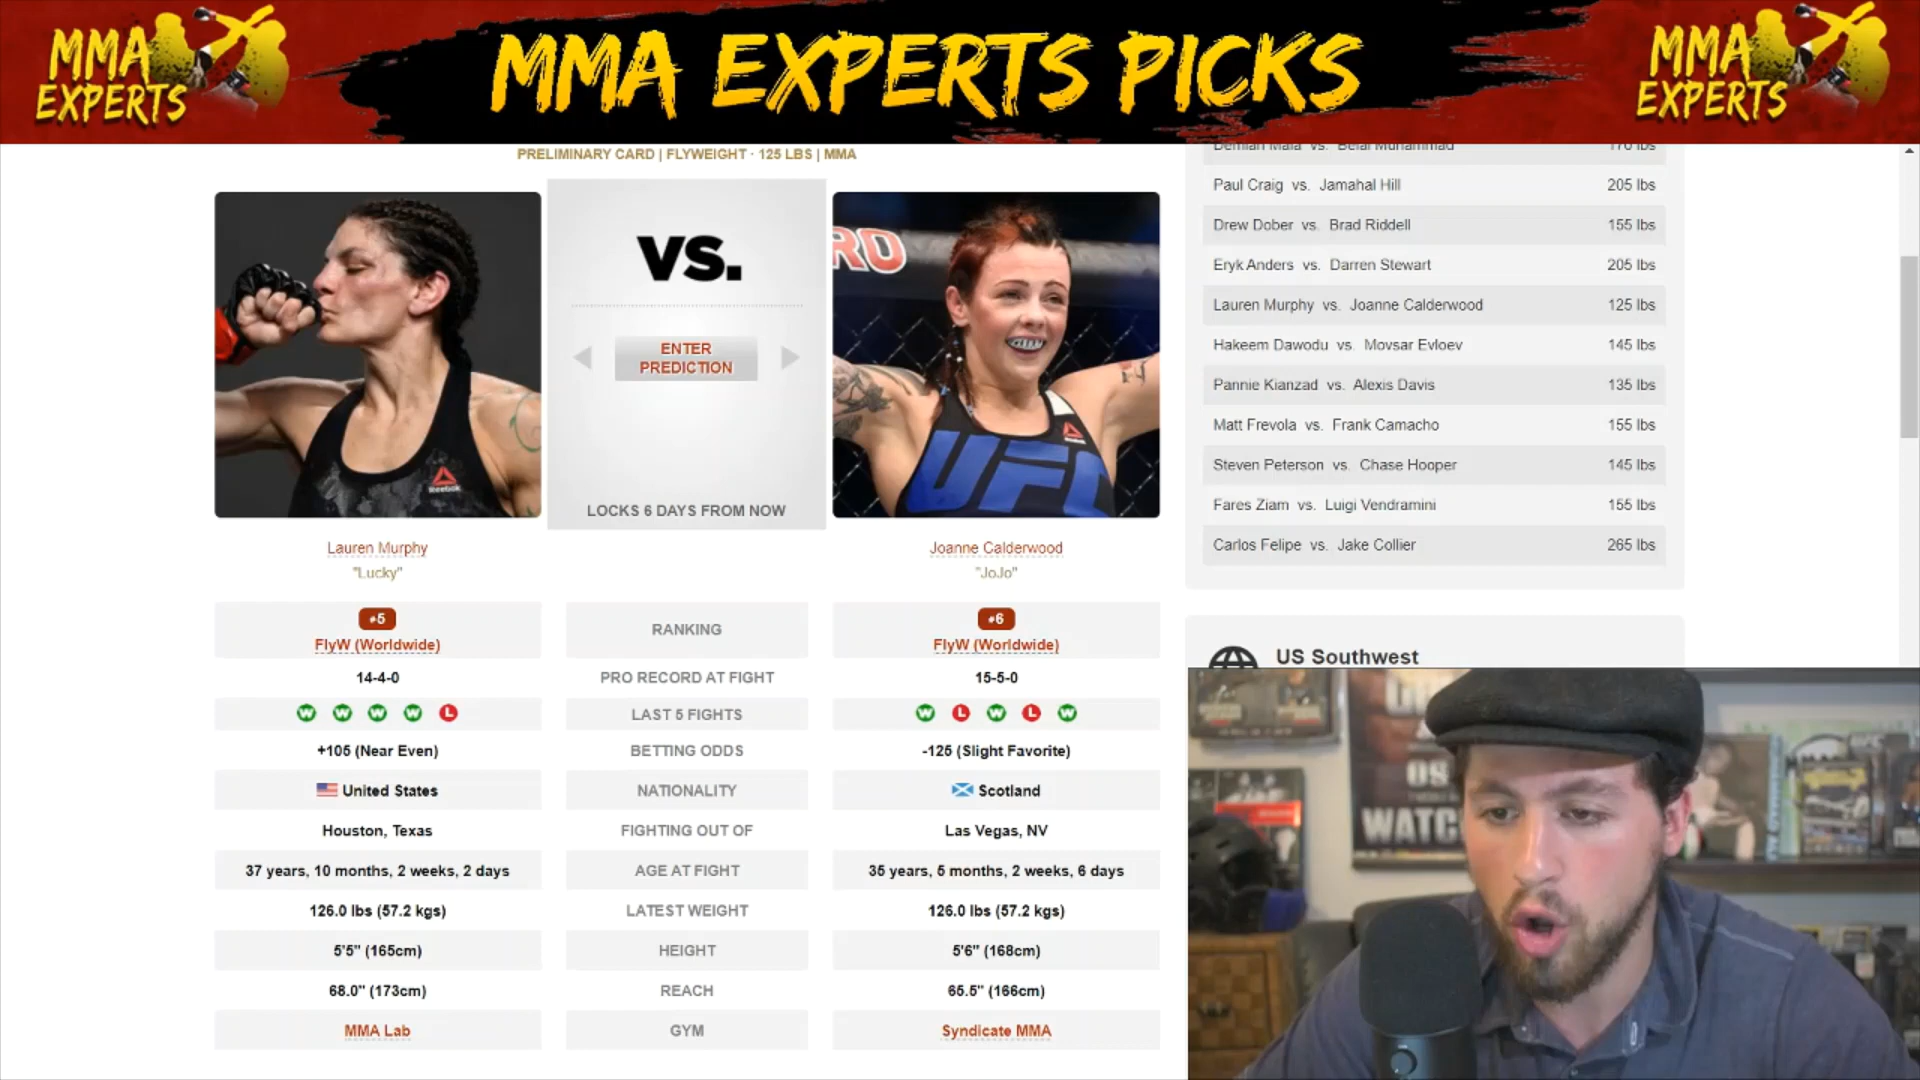 MMA
EXPERTS
MMA EXPERTS PICKS
MMA
EXPERTS
PRELIMINARY CARD | FLYWEIGHT · 125 LBS | MMA
VS.
ENTER
PREDICTION
LOCKS 6 DAYS FROM NOW
RO
Reebok
UFC
Lauren Murphy
"Lucky"
Joanne Calderwood
"JoJo"
#5
FlyW (Worldwide)
RANKING
#6
FlyW (Worldwide)
14-4-0
PRO RECORD AT FIGHT
15-5-0
W W W W L
LAST 5 FIGHTS
W L W L W
+105 (Near Even)
BETTING ODDS
-125 (Slight Favorite)
United States
NATIONALITY
Scotland
Houston, Texas
FIGHTING OUT OF
Las Vegas, NV
37 years, 10 months, 2 weeks, 2 days
AGE AT FIGHT
35 years, 5 months, 2 weeks, 6 days
126.0 lbs (57.2 kgs)
LATEST WEIGHT
126.0 lbs (57.2 kgs)
5'5" (165cm)
HEIGHT
5'6" (168cm)
68.0" (173cm)
REACH
65.5" (166cm)
MMA Lab
GYM
Syndicate MMA
Demian Maia vs. Belal Muhammad 170 lbs
Paul Craig vs. Jamahal Hill 205 lbs
Drew Dober vs. Brad Riddell 155 lbs
Eryk Anders vs. Darren Stewart 205 lbs
Lauren Murphy vs. Joanne Calderwood 125 lbs
Hakeem Dawodu vs. Movsar Evloev 145 lbs
Pannie Kianzad vs. Alexis Davis 135 lbs
Matt Frevola vs. Frank Camacho 155 lbs
Steven Peterson vs. Chase Hooper 145 lbs
Fares Ziam vs. Luigi Vendramini 155 lbs
Carlos Felipe vs. Jake Collier 265 lbs
US Southwest
OS
WATC